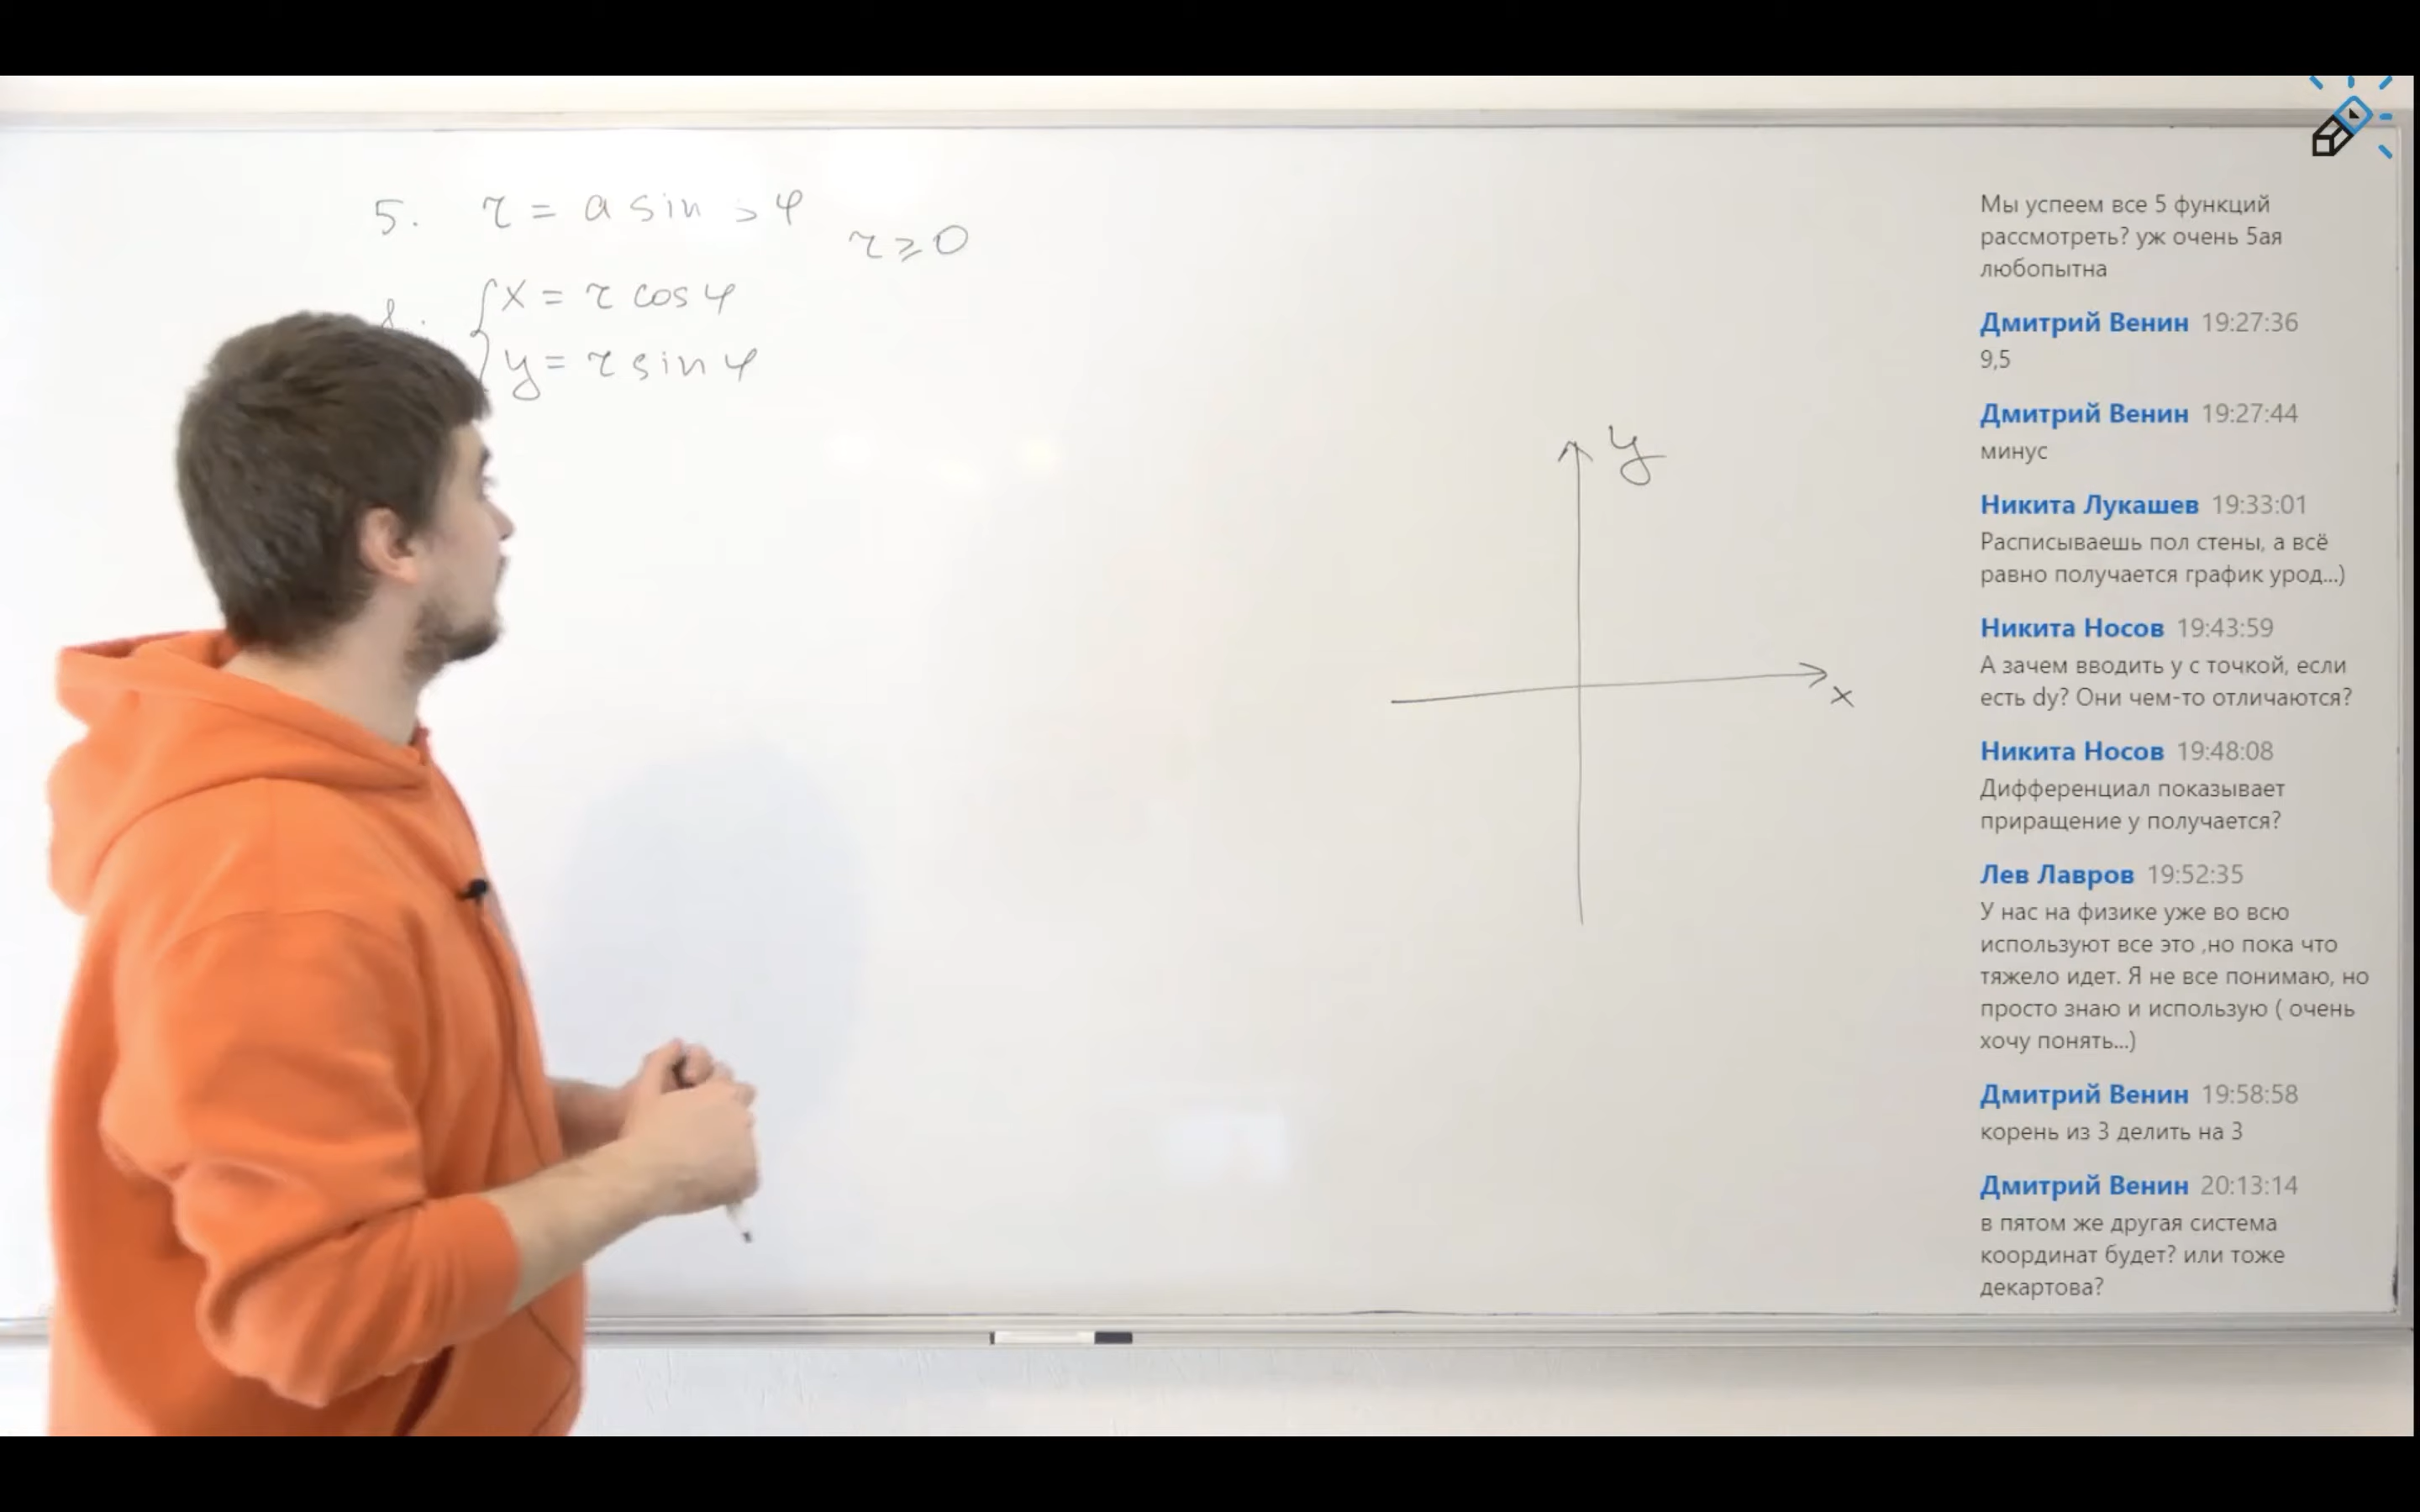 5. r = a sin 3φ
r ≥ 0
x = r cos φ
y = r sin φ
y
x
Мы успеем все 5 функций
рассмотреть? уж очень 5ая
любопытна
Дмитрий Венин 19:27:36
9,5
Дмитрий Венин 19:27:44
минус
Никита Лукашев 19:33:01
Расписываешь пол стены, а всё
равно получается график урод...)
Никита Носов 19:43:59
А зачем вводить у с точкой, если
есть dy? Они чем-то отличаются?
Никита Носов 19:48:08
Дифференциал показывает
приращение у получается?
Лев Лавров 19:52:35
У нас на физике уже во всю
используют все это ,но пока что
тяжело идет. Я не все понимаю, но
просто знаю и использую ( очень
хочу понять...)
Дмитрий Венин 19:58:58
корень из 3 делить на 3
Дмитрий Венин 20:13:14
в пятом же другая система
координат будет? или тоже
декартова?